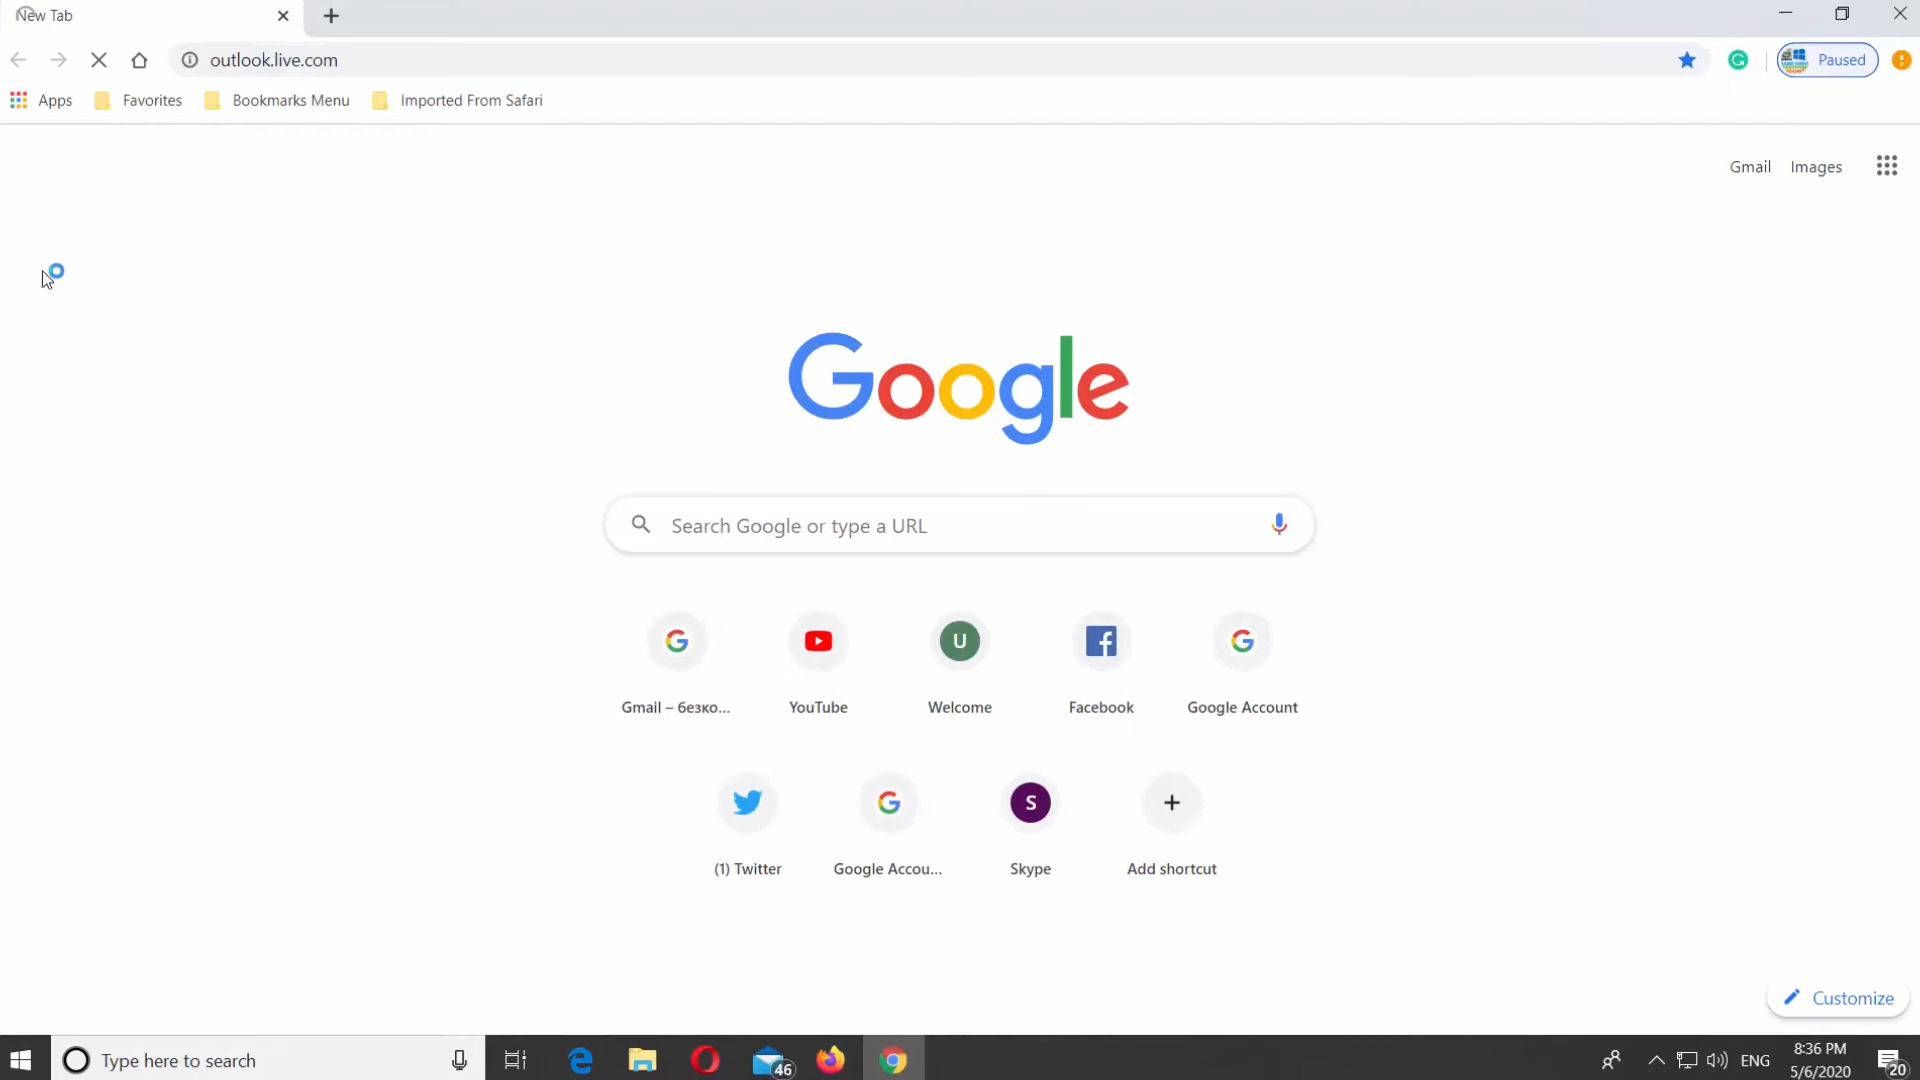 New Tab
outlook.live.com
Paused
Apps
Favorites
Bookmarks Menu
Imported From Safari
Gmail
Images
Google
Search Google or type a URL
Gmail – безко...
YouTube
U
Welcome
Facebook
Google Account
(1) Twitter
Google Accou...
S
Skype
Add shortcut
Customize
Type here to search
46
ENG
8:36 PM
5/6/2020
20